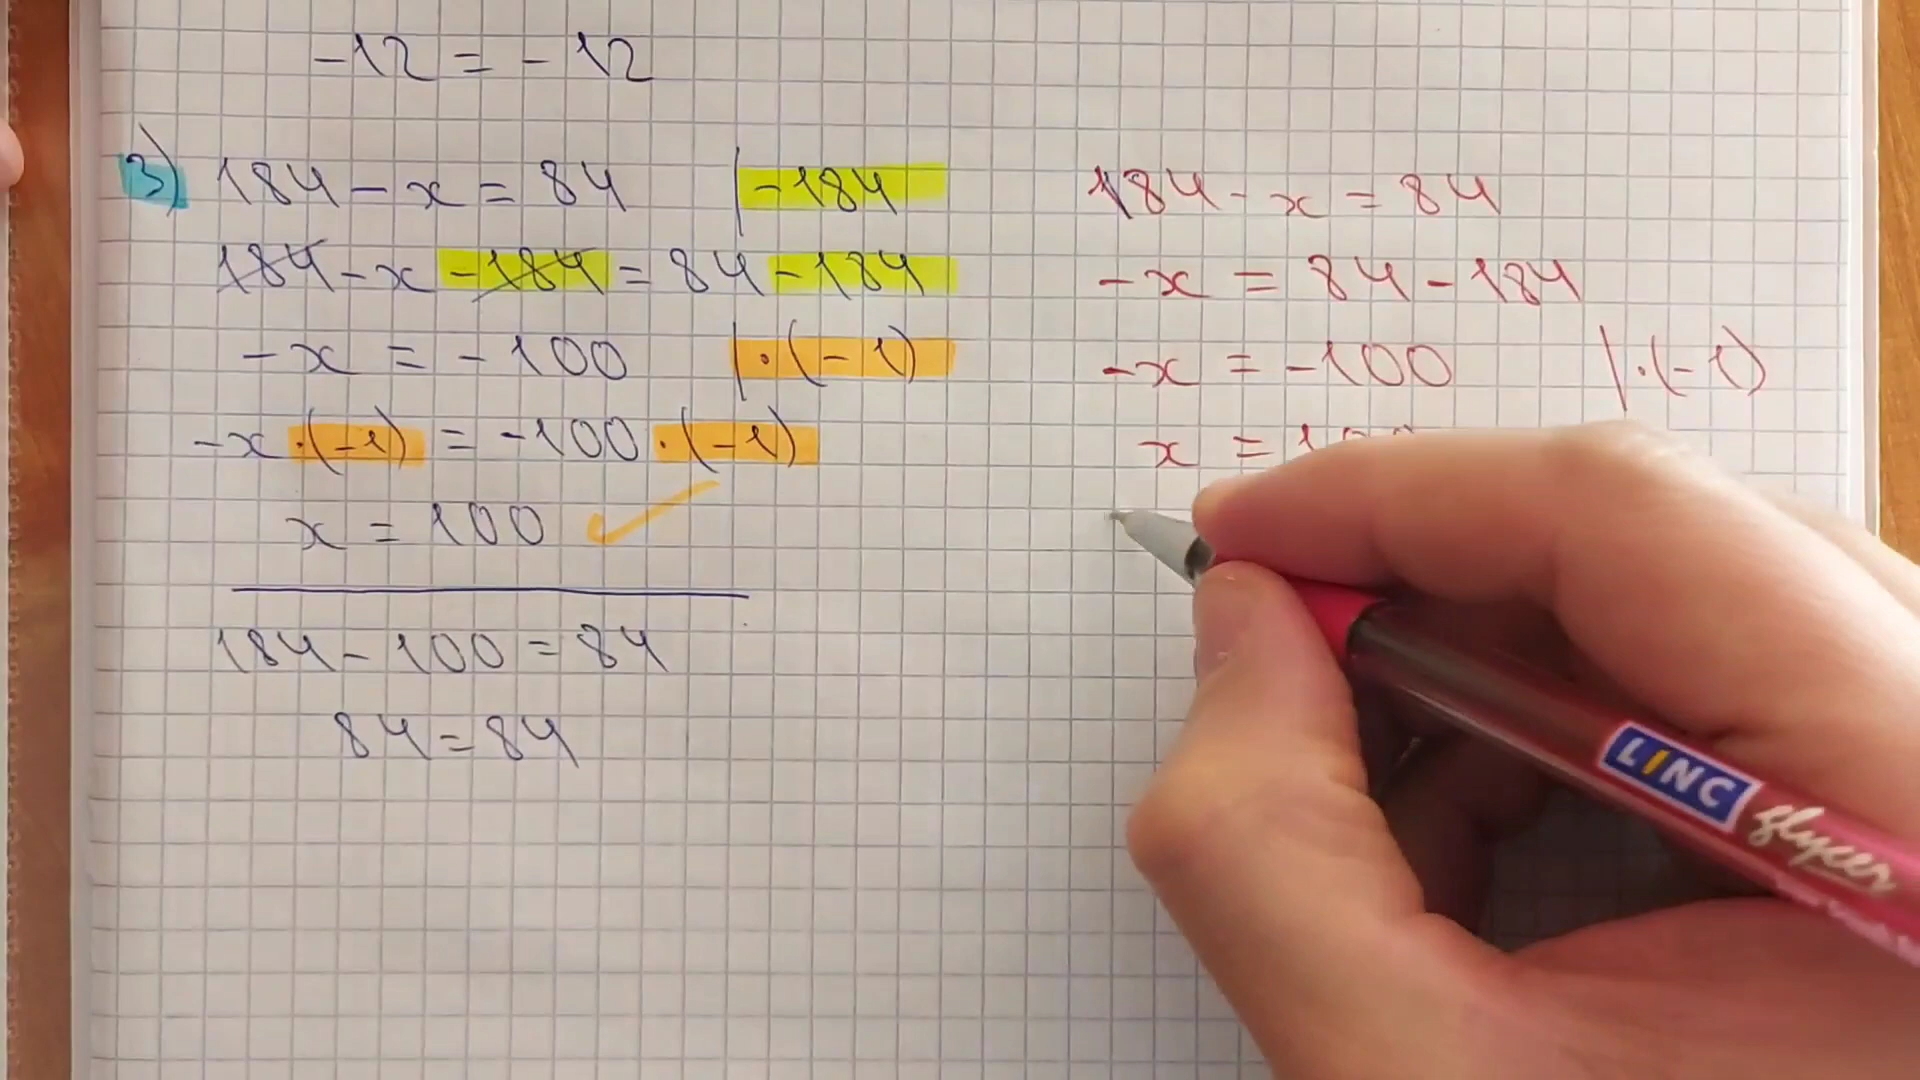 -12 = -12
3) 184 - x = 84 | -184
184 - x - 184 = 84 - 184
-x = -100 | ·(-1)
-x ·(-1) = -100 ·(-1)
x = 100
184 - 100 = 84
84 = 84
184 - x = 84
-x = 84 - 184
-x = -100 | ·(-1)
x =
LINC
glycer